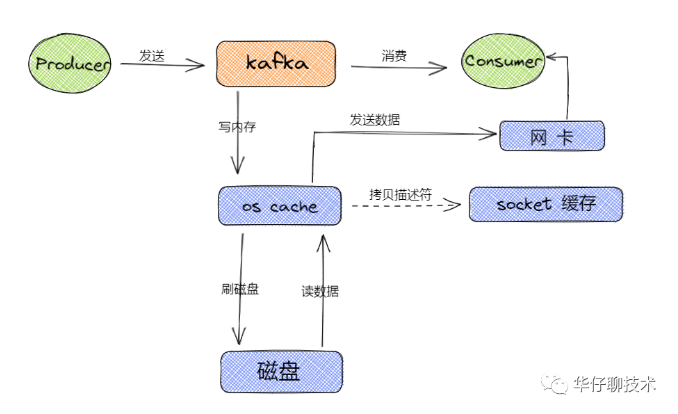 Producer
发送
kafka
消费
Consumer
写内存
发送数据
网 卡
os cache
拷贝描述符
socket 缓存
刷磁盘
读数据
磁盘
华仔聊技术